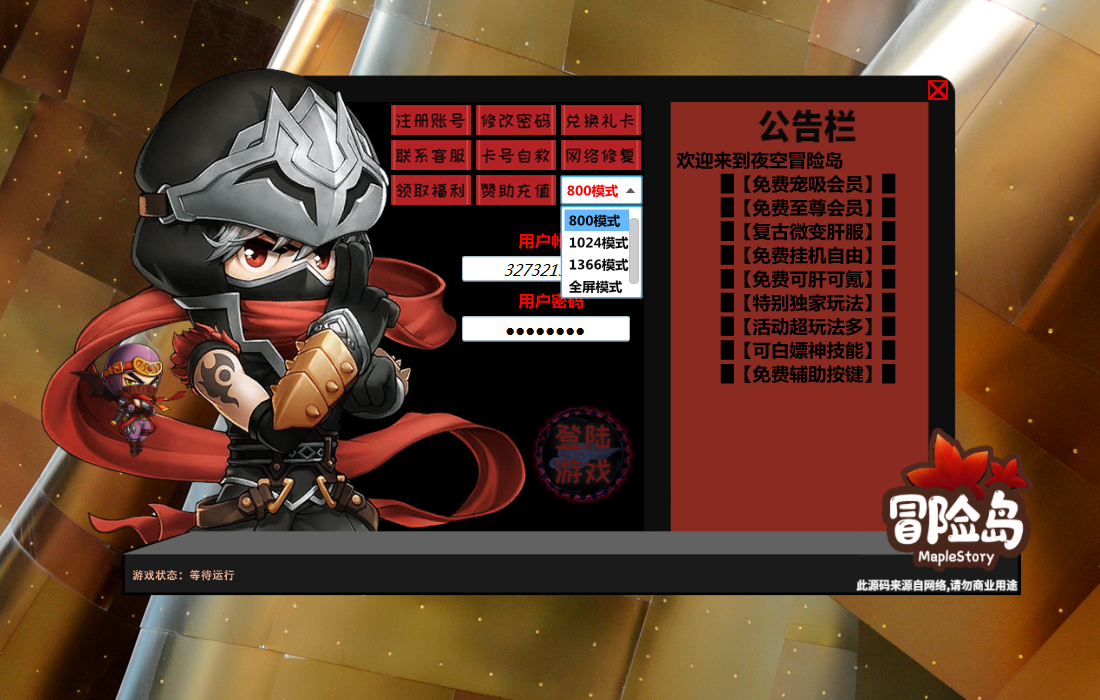 注册账号 修改密码 兑换礼卡
联系客服 卡号自救 网络修复
领取福利 赞助充值 800模式
800模式
1024模式
1366模式
全屏模式
用户帐
327321
用户密码
登陆
游戏
公告栏
欢迎来到夜空冒险岛
█【免费宠吸会员】█
█【免费至尊会员】█
█【复古微变肝服】█
█【免费挂机自由】█
█【免费可肝可氪】█
█【特别独家玩法】█
█【活动超玩法多】█
█【可白嫖神技能】█
█【免费辅助按键】█
冒险岛
MapleStory
游戏状态：等待运行
此源码来源自网络,请勿商业用途